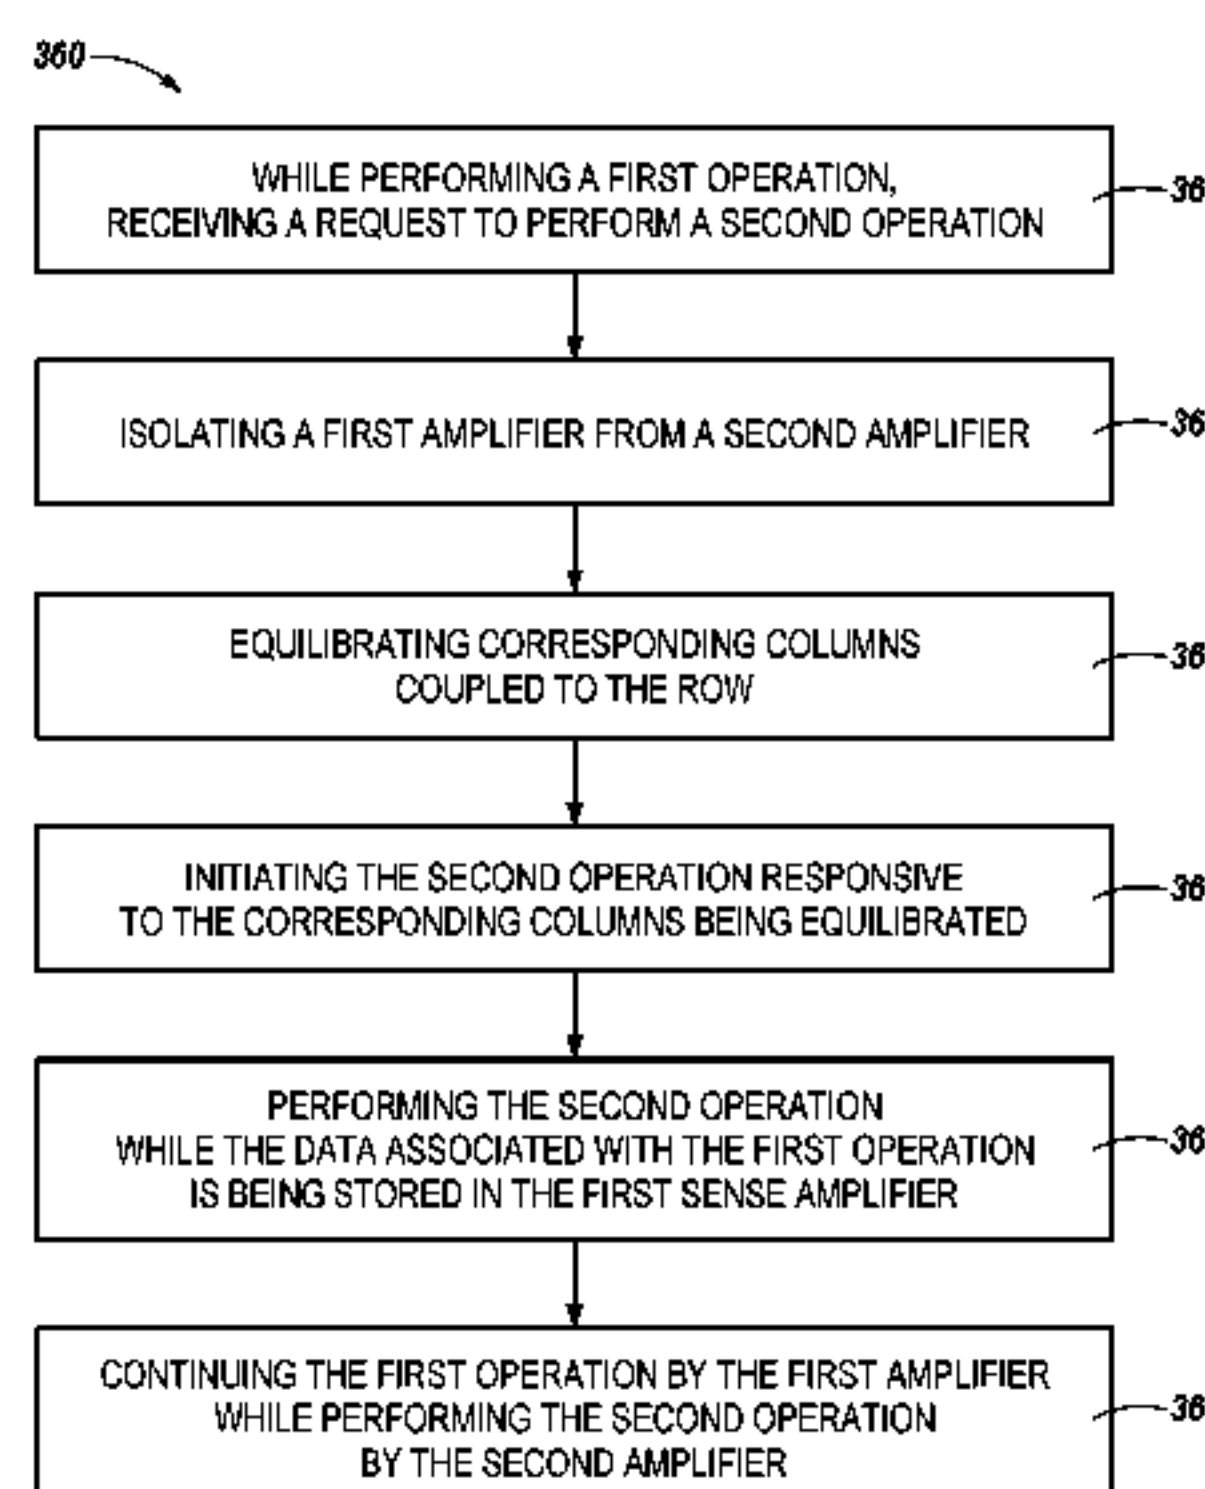 360
WHILE PERFORMING A FIRST OPERATION,
RECEIVING A REQUEST TO PERFORM A SECOND OPERATION
36
ISOLATING A FIRST AMPLIFIER FROM A SECOND AMPLIFIER
36
EQUILIBRATING CORRESPONDING COLUMNS
COUPLED TO THE ROW
36
INITIATING THE SECOND OPERATION RESPONSIVE
TO THE CORRESPONDING COLUMNS BEING EQUILIBRATED
36
PERFORMING THE SECOND OPERATION
WHILE THE DATA ASSOCIATED WITH THE FIRST OPERATION
IS BEING STORED IN THE FIRST SENSE AMPLIFIER
36
CONTINUING THE FIRST OPERATION BY THE FIRST AMPLIFIER
WHILE PERFORMING THE SECOND OPERATION
BY THE SECOND AMPLIFIER
36